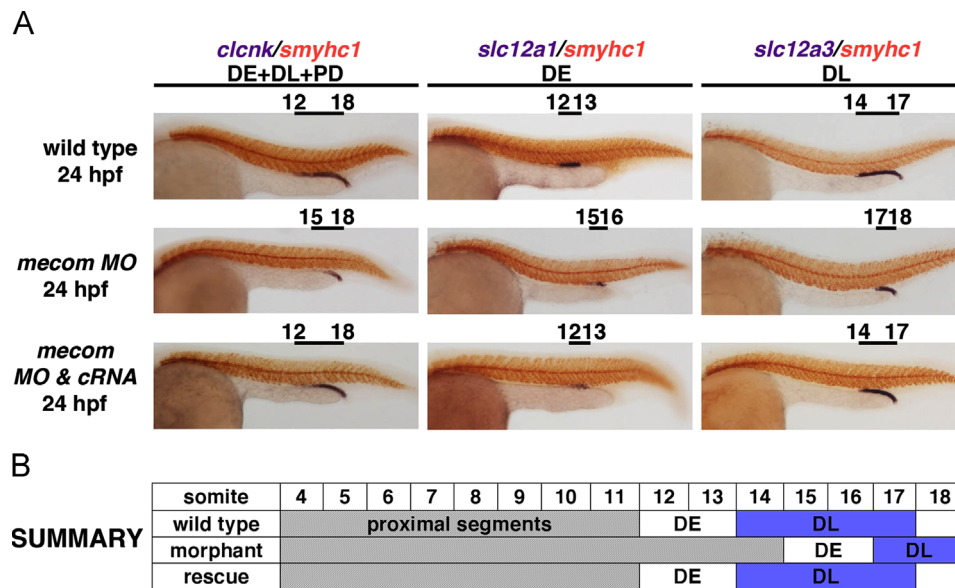 A
clcnk/smyhc1 slc12a1/smyhc1 slc12a3/smyhc1
DE+DL+PD DE DL
12 18 1213 14 17
wild type
24 hpf
15 18 1516 1718
mecom MO
24 hpf
12 18 1213 14 17
mecom
MO & cRNA
24 hpf
B
SUMMARY
somite 4 5 6 7 8 9 10 11 12 13 14 15 16 17 18
wild type proximal segments DE DL
morphant DE DL
rescue DE DL